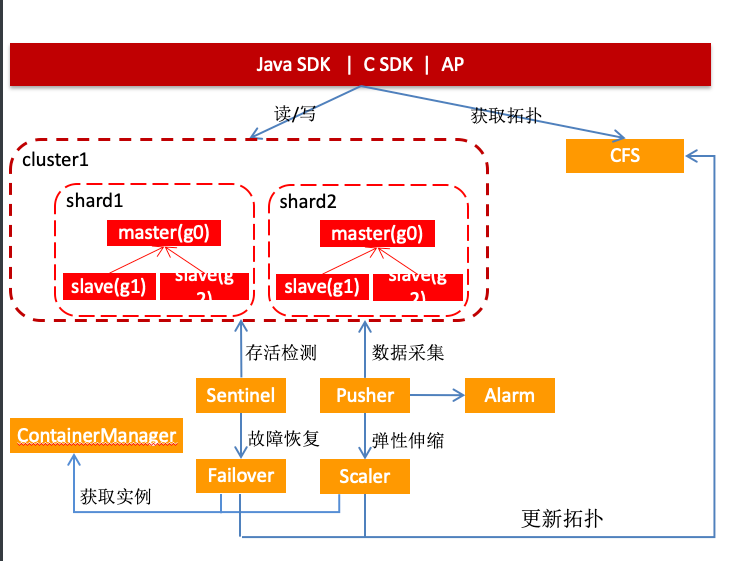 Java SDK | C SDK | AP
读/写
获取拓扑
cluster1
CFS
shard1
shard2
master(g0)
master(g0)
slave(g1)
slave(g
2)
slave(g1)
slave(g
2)
存活检测
数据采集
Sentinel
Pusher
Alarm
ContainerManager
故障恢复
弹性伸缩
Failover
Scaler
获取实例
更新拓扑